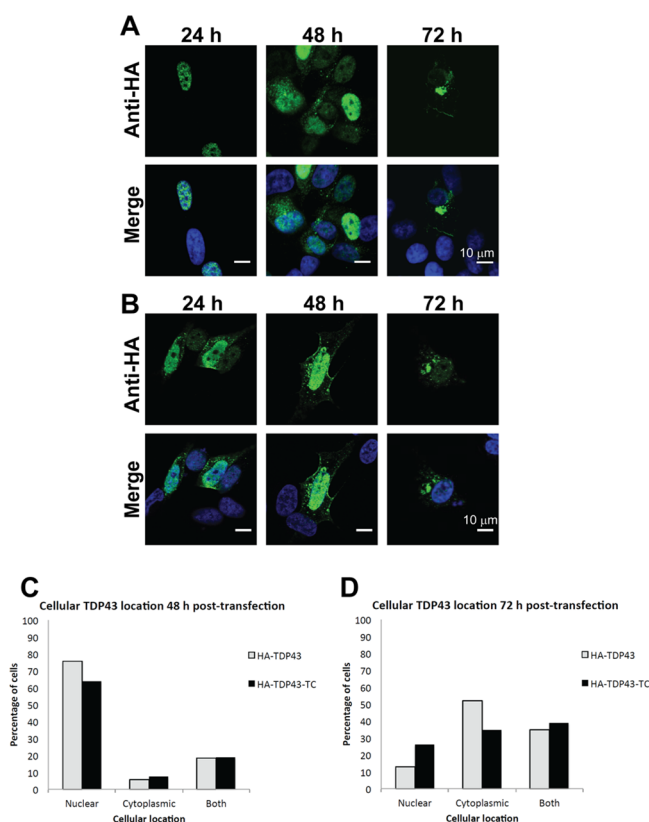 A
24 h 48 h 72 h
Anti-HA
Merge
10 μm
B
24 h 48 h 72 h
Anti-HA
Merge
10 μm
C
Cellular TDP43 location 48 h post-transfection
Percentage of cells
100
90
80
70
60
50
40
30
20
10
0
Nuclear Cytoplasmic Both
Cellular location
HA-TDP43
HA-TDP43-TC
D
Cellular TDP43 location 72 h post-transfection
Percentage of cells
100
90
80
70
60
50
40
30
20
10
0
Nuclear Cytoplasmic Both
Cellular location
HA-TDP43
HA-TDP43-TC